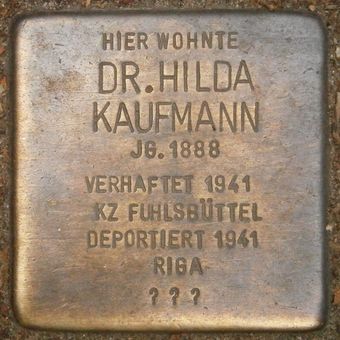 HIER WOHNTE
DR. HILDA
KAUFMANN
JG. 1888
VERHAFTET 1941
KZ FUHLSBÜTTEL
DEPORTIERT 1941
RIGA
? ? ?